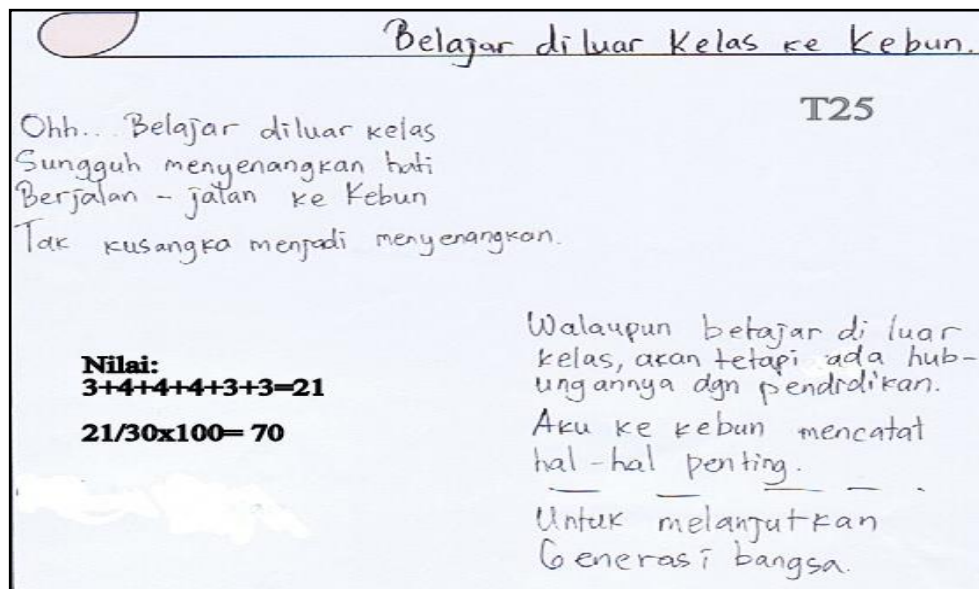 Belajar di luar Kelas ke Kebun.
T25
Ohh... Belajar diluar kelas
Sungguh menyenangkan hati
Berjalan - jalan ke Kebun
Tak kusangka menjadi menyenangkan.
Nilai:
3+4+4+4+3+3=21
21/30x100= 70
Walaupun belajar di luar
kelas, akan tetapi ada hub-
ungannya dgn pendidikan.
Aku ke kebun mencatat
hal-hal penting.
Untuk melanjutkan
Generasi bangsa.